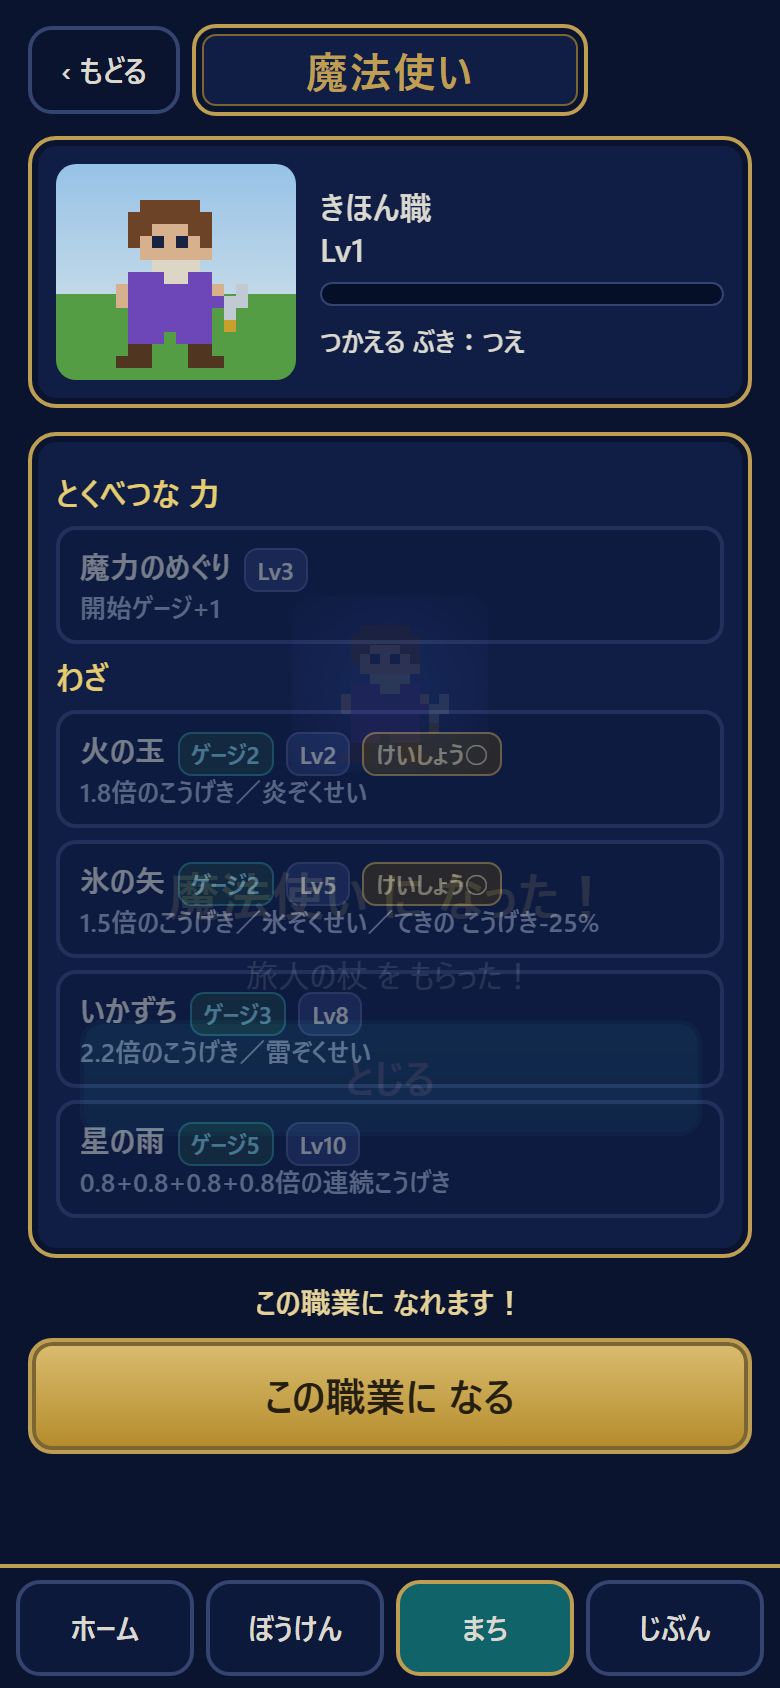 ‹ もどる
魔法使い
きほん職
Lv1
つかえる ぶき：つえ
とくべつな 力
魔力のめぐり Lv3
開始ゲージ+1
わざ
火の玉 ゲージ2 Lv2 けいしょう○
1.8倍のこうげき／炎ぞくせい
氷の矢 ゲージ2 Lv5 けいしょう○
1.5倍のこうげき／氷ぞくせい／てきの こうげき-25%
魔法使い に なった！
旅人の杖 を もらった！
いかずち ゲージ3 Lv8
2.2倍のこうげき／雷ぞくせい
とじる
星の雨 ゲージ5 Lv10
0.8+0.8+0.8+0.8倍の連続こうげき
この職業に なれます！
この職業に なる
ホーム
ぼうけん
まち
じぶん